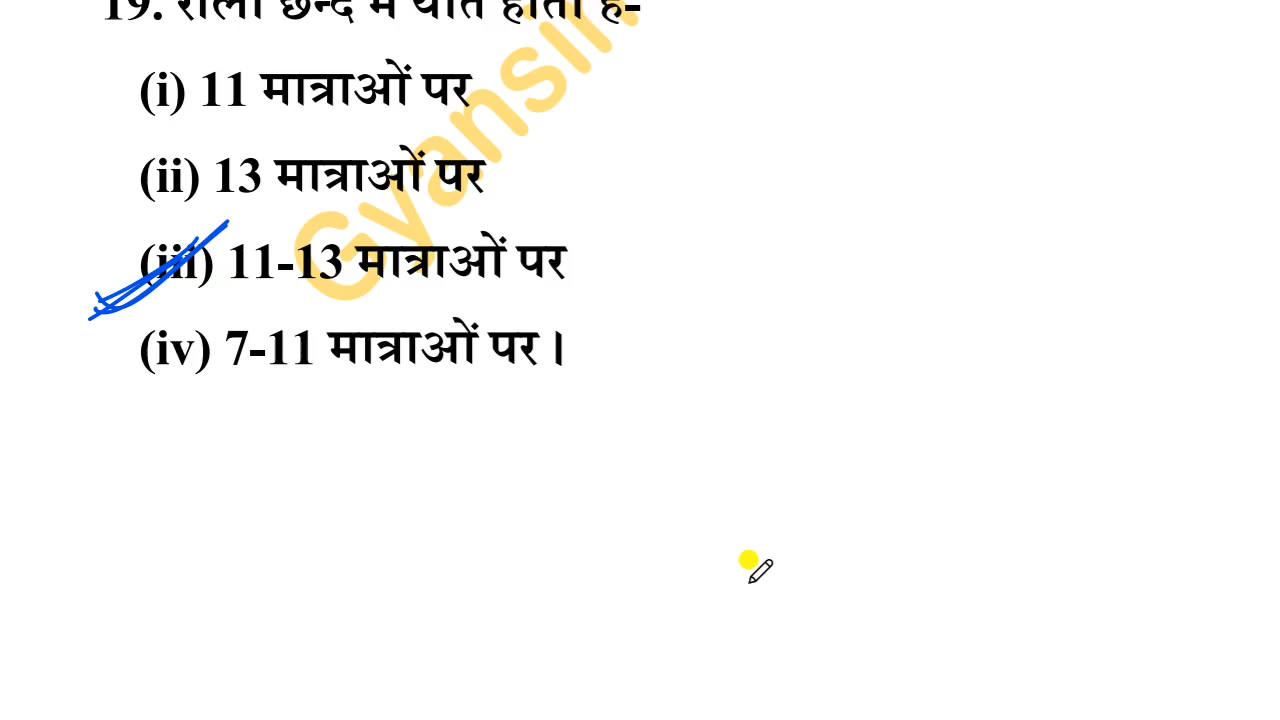 19. रोला छन्द में यति होती है-
(i) 11 मात्राओं पर
(ii) 13 मात्राओं पर
(iii) 11-13 मात्राओं पर
(iv) 7-11 मात्राओं पर।